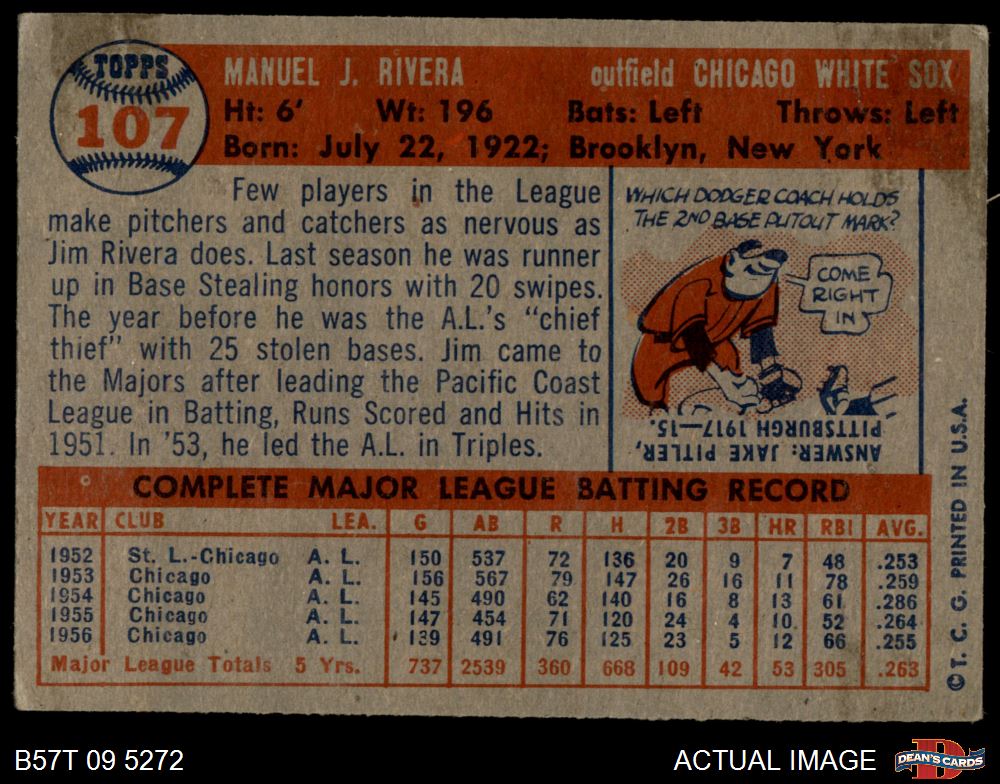 TOPPS
107
MANUEL J. RIVERA outfield CHICAGO WHITE SOX
Ht: 6' Wt: 196 Bats: Left Throws: Left
Born: July 22, 1922; Brooklyn, New York
Few players in the League
make pitchers and catchers as nervous as
Jim Rivera does. Last season he was runner
up in Base Stealing honors with 20 swipes.
The year before he was the A.L.'s “chief
thief” with 25 stolen bases. Jim came to
the Majors after leading the Pacific Coast
League in Batting, Runs Scored and Hits in
1951. In '53, he led the A.L. in Triples.
WHICH DODGER COACH HOLDS
THE 2ND BASE PUTOUT MARK?
COME
RIGHT
IN
ANSWER: JAKE PITLER,
PITTSBURGH 1917—15.
COMPLETE MAJOR LEAGUE BATTING RECORD
YEAR CLUB LEA. G AB R H 2B 3B HR RBI AVG.
1952 St. L.-Chicago A. L. 150 537 72 136 20 9 7 48 .253
1953 Chicago A. L. 156 567 79 147 26 16 11 78 .259
1954 Chicago A. L. 145 490 62 140 16 8 13 61 .286
1955 Chicago A. L. 147 454 71 120 24 4 10 52 .264
1956 Chicago A. L. 139 491 76 125 23 5 12 66 .255
Major League Totals 5 Yrs. 737 2539 360 668 109 42 53 305 .263
© T. C. G. PRINTED IN U.S.A.
B57T 09 5272
ACTUAL IMAGE
DEAN'S CARDS